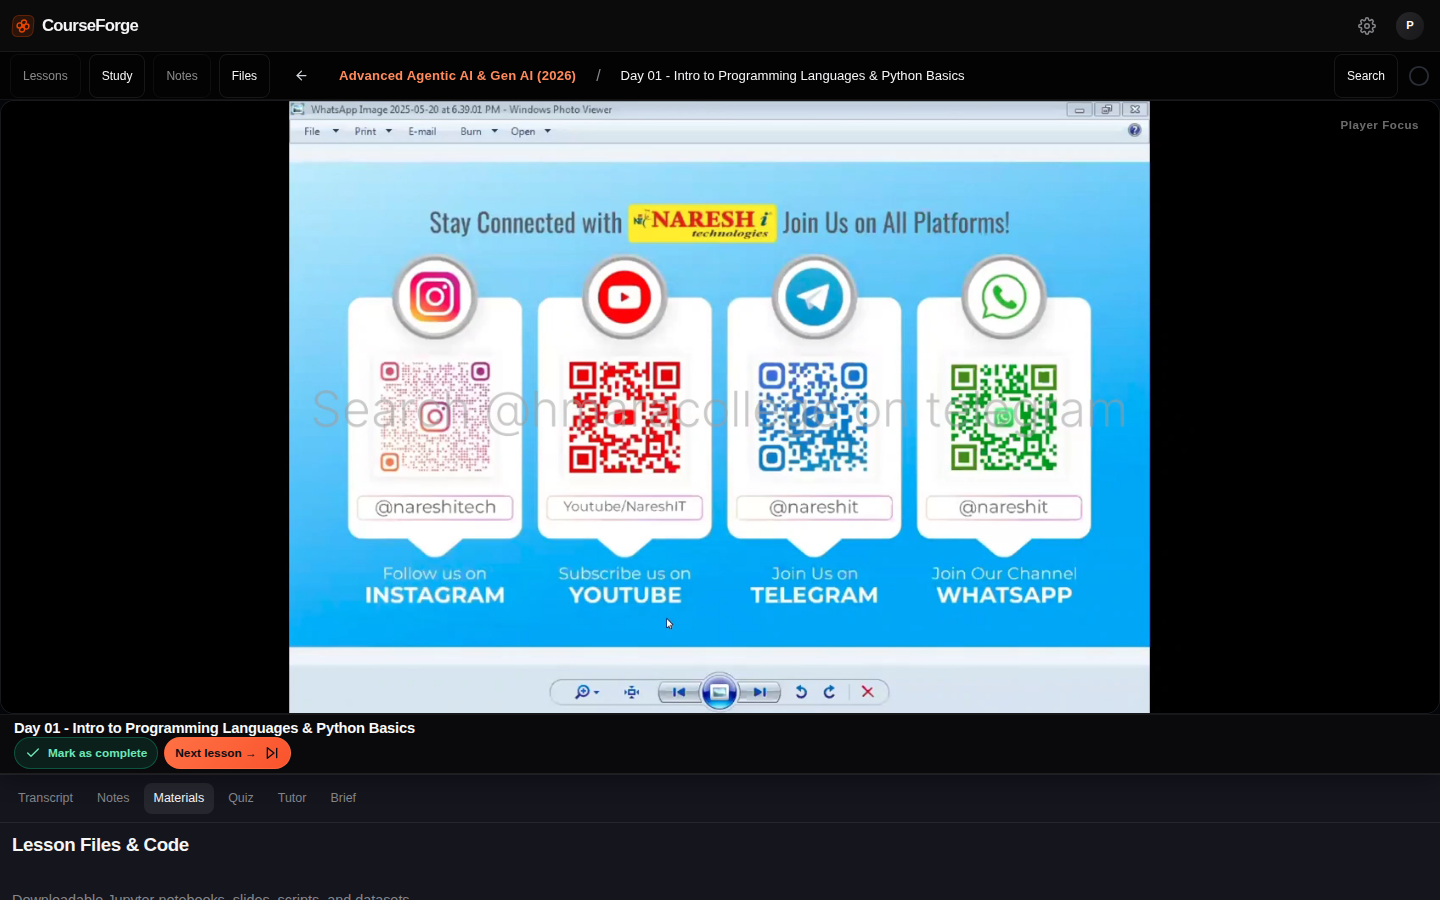 CourseForge
P
Lessons
Study
Notes
Files
Advanced Agentic AI & Gen AI (2026)
/
Day 01 - Intro to Programming Languages & Python Basics
Search
WhatsApp Image 2025-05-20 at 6.39.01 PM - Windows Photo Viewer
Player Focus
File
Print
E-mail
Burn
Open
Stay Connected with NARESH i technologies Join Us on All Platforms!
Search @hmaracollege on telegram
@nareshitech
Youtube/NareshIT
@nareshit
@nareshit
Follow us on
INSTAGRAM
Subscribe us on
YOUTUBE
Join Us on
TELEGRAM
Join Our Channel
WHATSAPP
Day 01 - Intro to Programming Languages & Python Basics
Mark as complete
Next lesson →
Transcript
Notes
Materials
Quiz
Tutor
Brief
Lesson Files & Code
Downloadable Jupyter notebooks, slides, scripts, and datasets